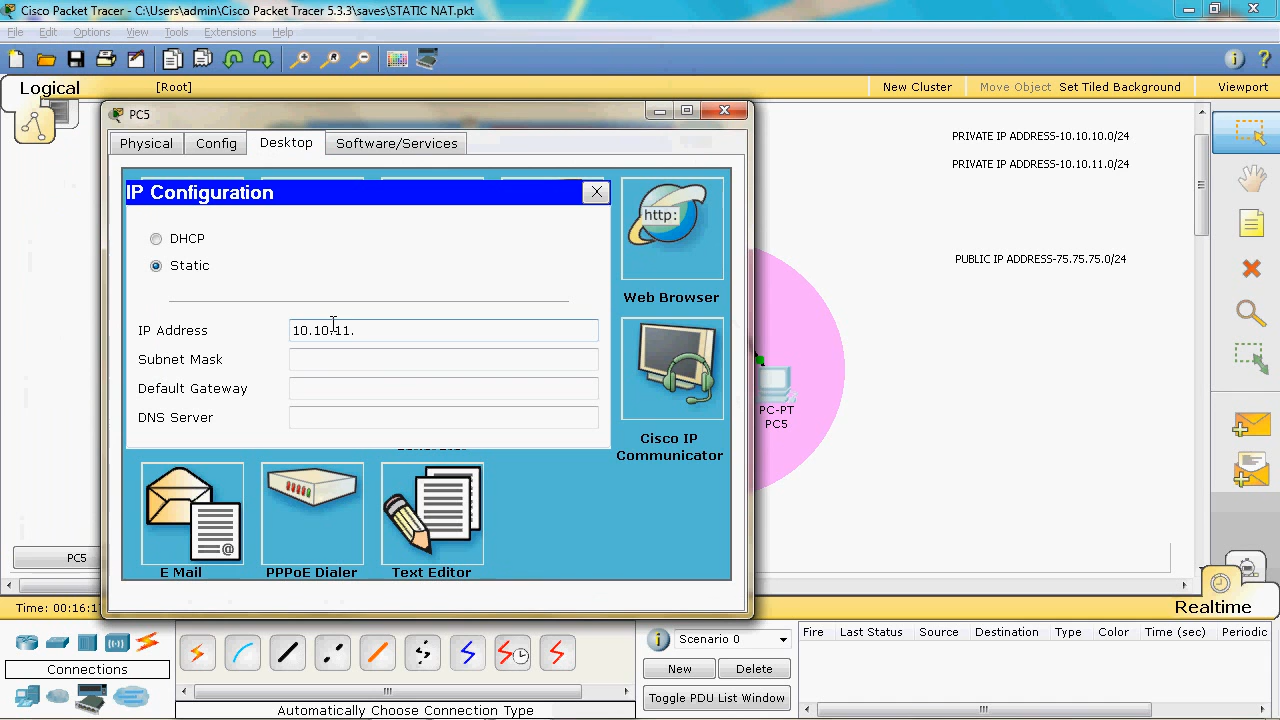 Cisco Packet Tracer - C:\Users\admin\Cisco Packet Tracer 5.3.3\saves\STATIC NAT.pkt
File Edit Options View Tools Extensions Help
Logical [Root] New Cluster Move Object Set Tiled Background Viewport
PC5
Physical Config Desktop Software/Services
IP Configuration X
DHCP
Static
IP Address 10.10.11.
Subnet Mask
Default Gateway
DNS Server
http:
Web Browser
Cisco IP
Communicator
E Mail PPPoE Dialer Text Editor
PRIVATE IP ADDRESS-10.10.10.0/24
PRIVATE IP ADDRESS-10.10.11.0/24
PUBLIC IP ADDRESS-75.75.75.0/24
PC-PT
PC5
PC5
Time: 00:16:1
Realtime
Connections
Automatically Choose Connection Type
Scenario 0
New Delete
Toggle PDU List Window
Fire Last Status Source Destination Type Color Time (sec) Periodic